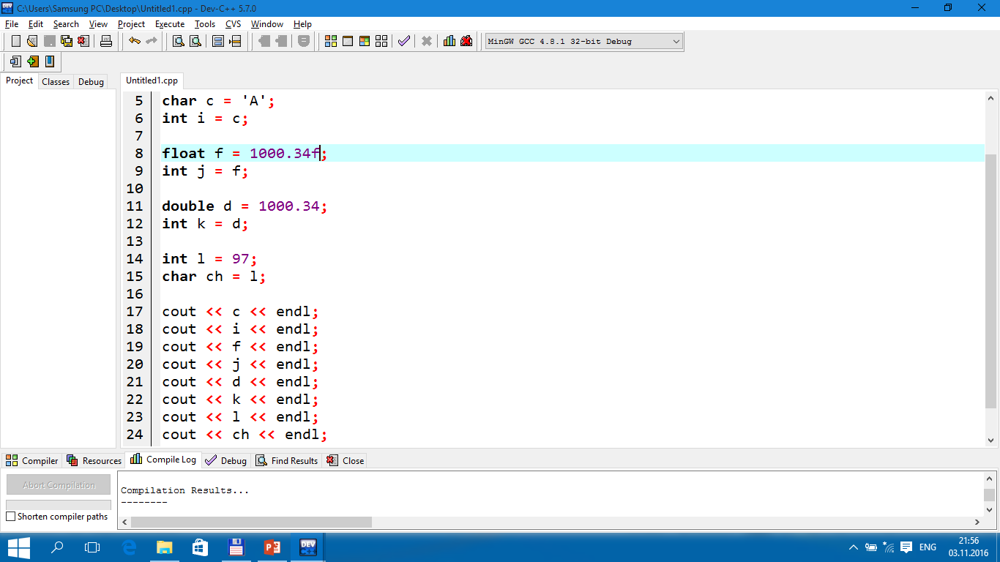 C:\Users\Samsung PC\Desktop\Untitled1.cpp - Dev-C++ 5.7.0
File Edit Search View Project Execute Tools CVS Window Help
MinGW GCC 4.8.1 32-bit Debug
Project Classes Debug
Untitled1.cpp
5 char c = 'A';
6 int i = c;
7
8 float f = 1000.34f;
9 int j = f;
10
11 double d = 1000.34;
12 int k = d;
13
14 int l = 97;
15 char ch = l;
16
17 cout << c << endl;
18 cout << i << endl;
19 cout << f << endl;
20 cout << j << endl;
21 cout << d << endl;
22 cout << k << endl;
23 cout << l << endl;
24 cout << ch << endl;
Compiler Resources Compile Log Debug Find Results Close
Abort Compilation
Shorten compiler paths
Compilation Results...
--------
DEV C++
ENG
21:56
03.11.2016